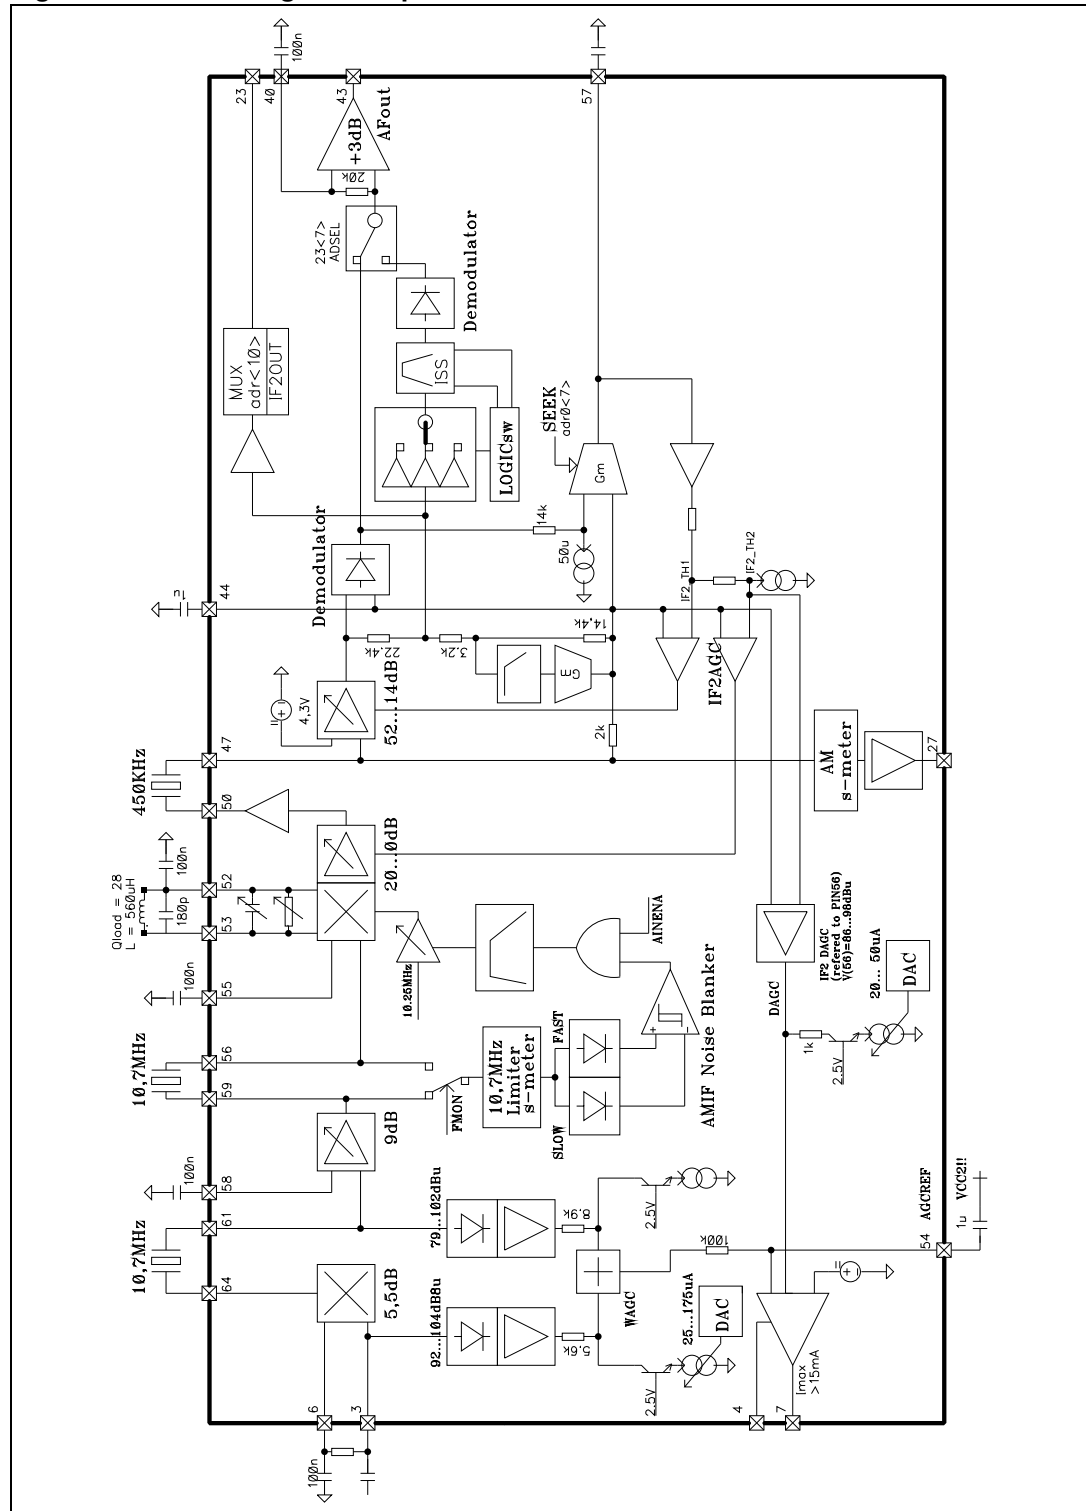 100n
23
40
43
57
+3dB
AFout
20k
23<7>
ADSEL
Demodulator
MUX
adr<10>
IF2OUT
ISS
LOGICsw
SEEK
adr0<7>
Gm
14k
50u
Demodulator
IF2_TH1
IF2_TH2
1u
44
22.4k
3.2k
14.4k
Gm
4,3V
52...14dB
IF2AGC
2k
450KHz
47
50
AM
s-meter
27
20...0dB
Qload = 28
L = 560uH
180p
100n
52
53
10.25MHz
AINENA
IF2 DAGC
(refered to PIN56)
V(56)=86...98dBu
DAGC
20... 50uA
DAC
1k
2.5V
100n
55
10,7MHz
56
59
FMON
10,7MHz
Limiter
s-meter
FAST
SLOW
+
−
AMIF Noise Blanker
9dB
100n
58
10,7MHz
61
64
5,5dB
79...102dBu
8.9k
2.5V
92...104dB8u
5.6k
WAGC
100k
25...175uA
DAC
2.5V
54
AGCREF
1u
VCC2!!
Imax
>15mA
6
3
4
7
100n